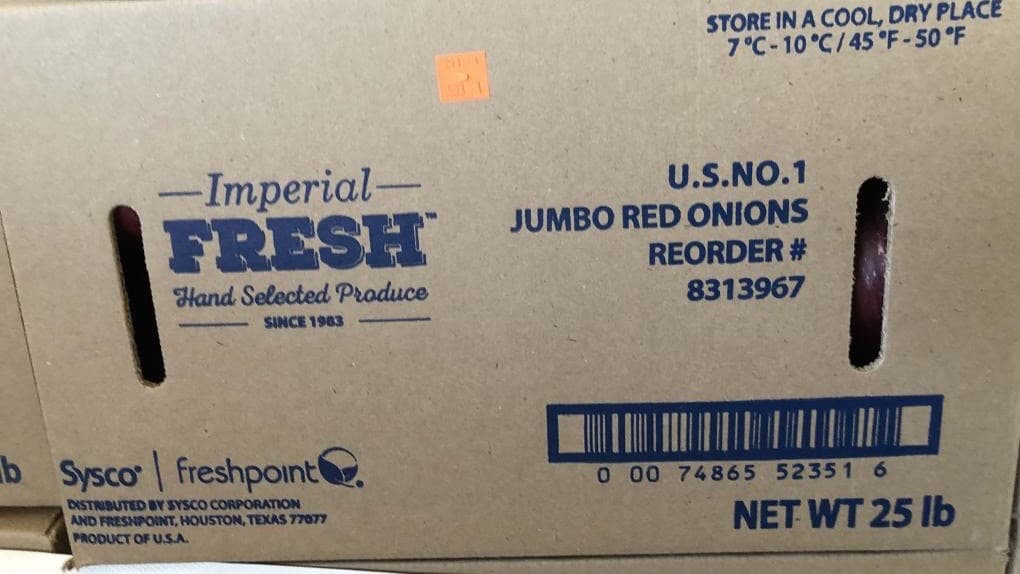 STORE IN A COOL, DRY PLACE
7 °C - 10 °C / 45 °F - 50 °F
Imperial
FRESH™
Hand Selected Produce
SINCE 1983
U.S.NO.1
JUMBO RED ONIONS
REORDER #
8313967
0 00 74865 52351 6
NET WT 25 lb
lb
Sysco | freshpoint
DISTRIBUTED BY SYSCO CORPORATION
AND FRESHPOINT, HOUSTON, TEXAS 77077
PRODUCT OF U.S.A.